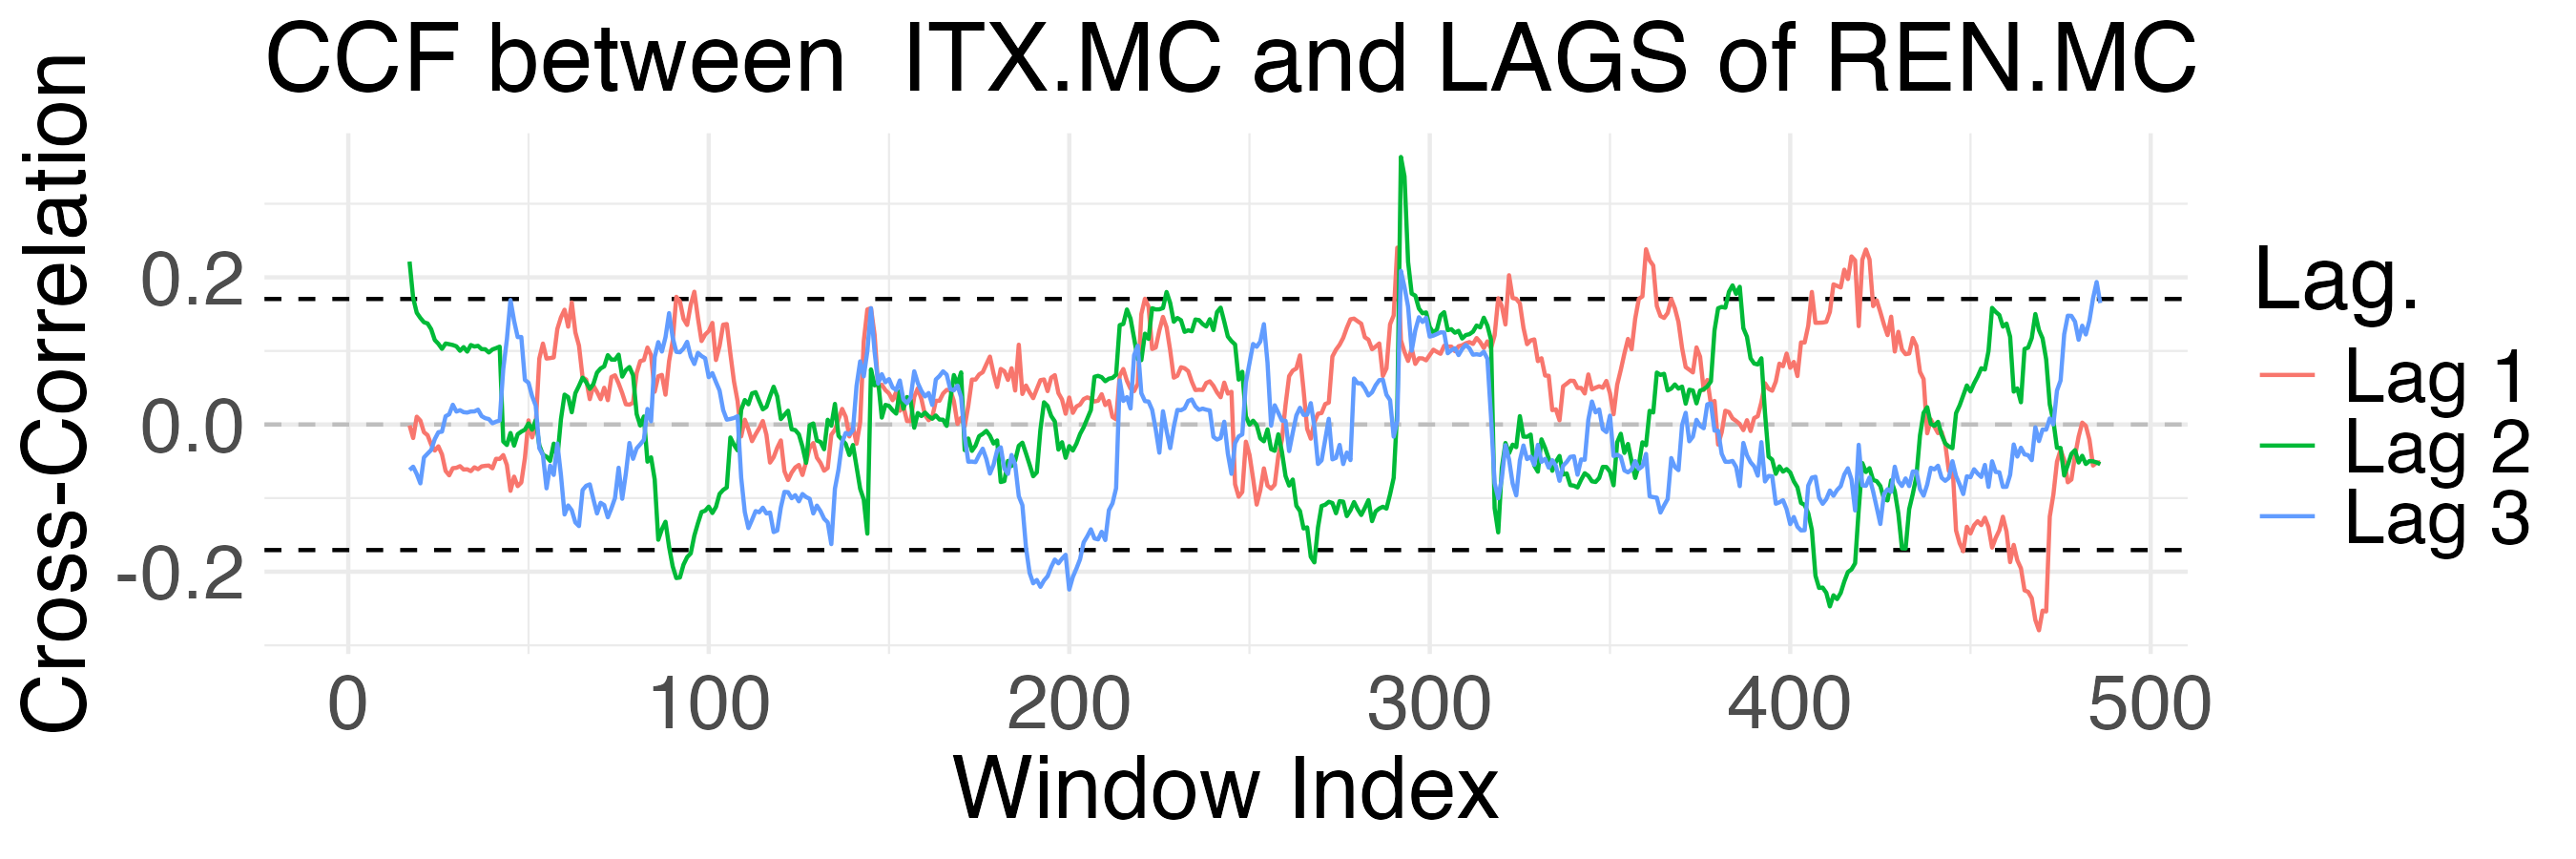 CCF between ITX.MC and LAGS of REN.MC
Cross-Correlation
0.2
0.0
-0.2
0 100 200 300 400 500
Window Index
Lag.
Lag 1
Lag 2
Lag 3